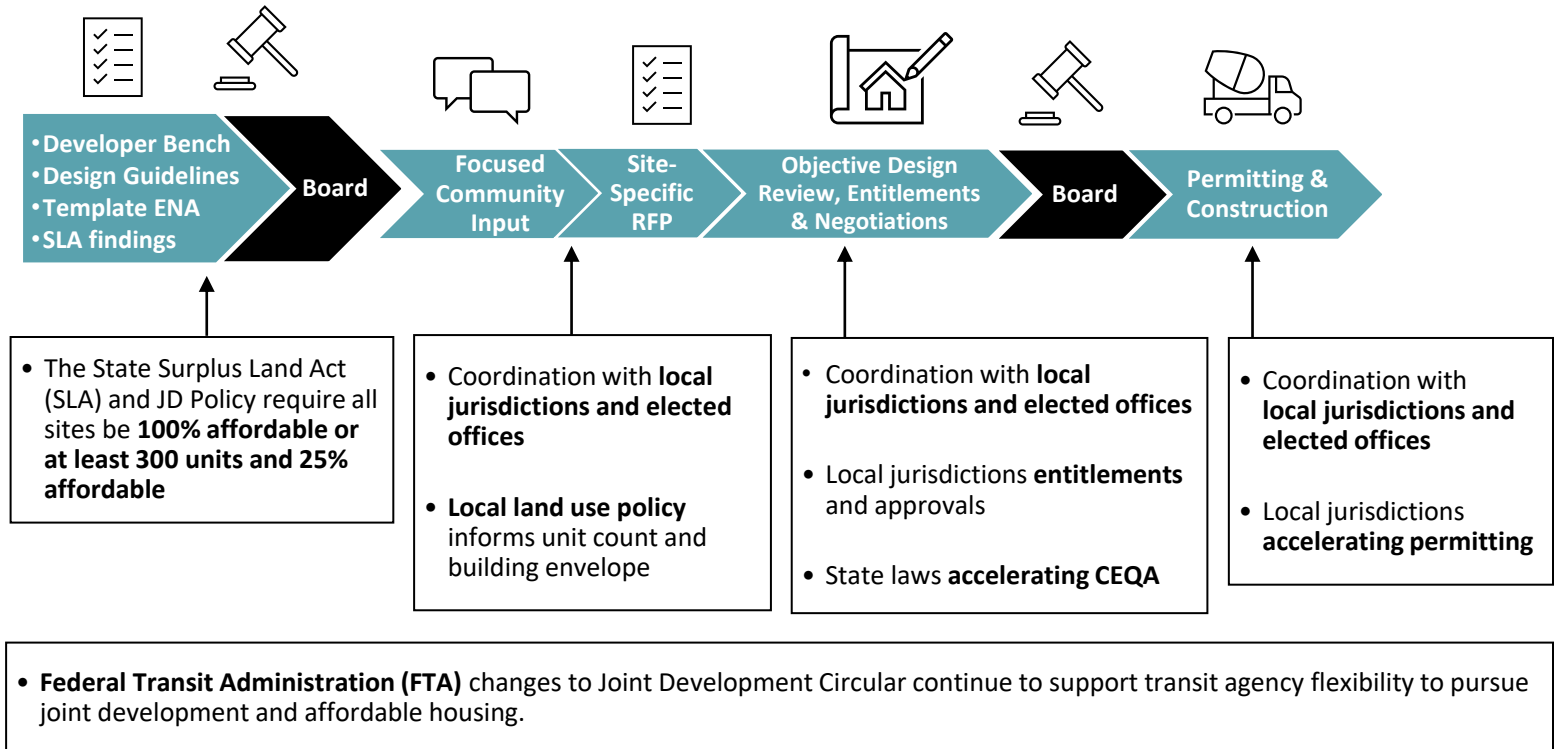 •Developer Bench
•Design Guidelines
•Template ENA
•SLA findings
Board
Focused
Community
Input
Site-
Specific
RFP
Objective Design
Review, Entitlements
& Negotiations
Board
Permitting &
Construction
• The State Surplus Land Act
(SLA) and JD Policy require all
sites be 100% affordable or
at least 300 units and 25%
affordable
• Coordination with local
jurisdictions and elected
offices
• Local land use policy
informs unit count and
building envelope
• Coordination with local
jurisdictions and elected offices
• Local jurisdictions entitlements
and approvals
• State laws accelerating CEQA
• Coordination with
local jurisdictions and
elected offices
• Local jurisdictions
accelerating permitting
• Federal Transit Administration (FTA) changes to Joint Development Circular continue to support transit agency flexibility to pursue
joint development and affordable housing.